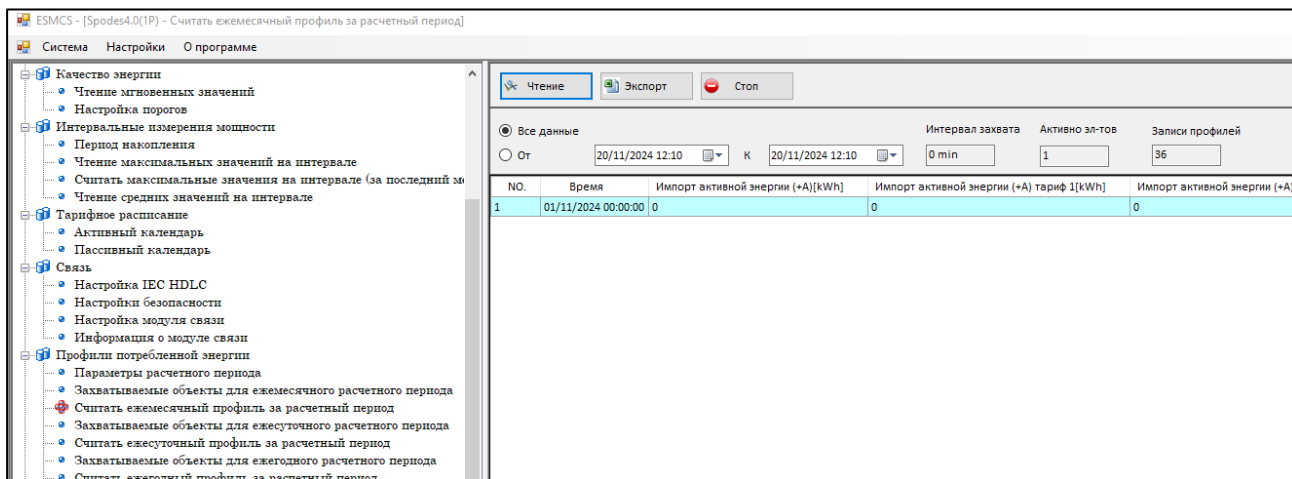 ESMCS - [Spodes4.0(1P) - Считать ежемесячный профиль за расчетный период]
Система Настройки О программе
Качество энергии
Чтение мгновенных значений
Настройка порогов
Интервальные измерения мощности
Период накопления
Чтение максимальных значений на интервале
Считать максимальные значения на интервале (за последний ме
Чтение средних значений на интервале
Тарифное расписание
Активный календарь
Пассивный календарь
Связь
Настройка IEC HDLC
Настройки безопасности
Настройка модуля связи
Информация о модуле связи
Профили потребленной энергии
Параметры расчетного периода
Захватываемые объекты для ежемесячного расчетного периода
Считать ежемесячный профиль за расчетный период
Захватываемые объекты для ежесуточного расчетного периода
Считать ежесуточный профиль за расчетный период
Захватываемые объекты для ежегодного расчетного периода
Считать ежегодный профиль за расчетный период
Чтение Экспорт Стоп
Все данные Интервал захвата Активно эл-тов Записи профилей
От 20/11/2024 12:10 К 20/11/2024 12:10 0 min 1 36
NO. Время Импорт активной энергии (+A)[kWh] Импорт активной энергии (+A) тариф 1[kWh] Импорт активной энергии (+A)
1 01/11/2024 00:00:00 0 0 0